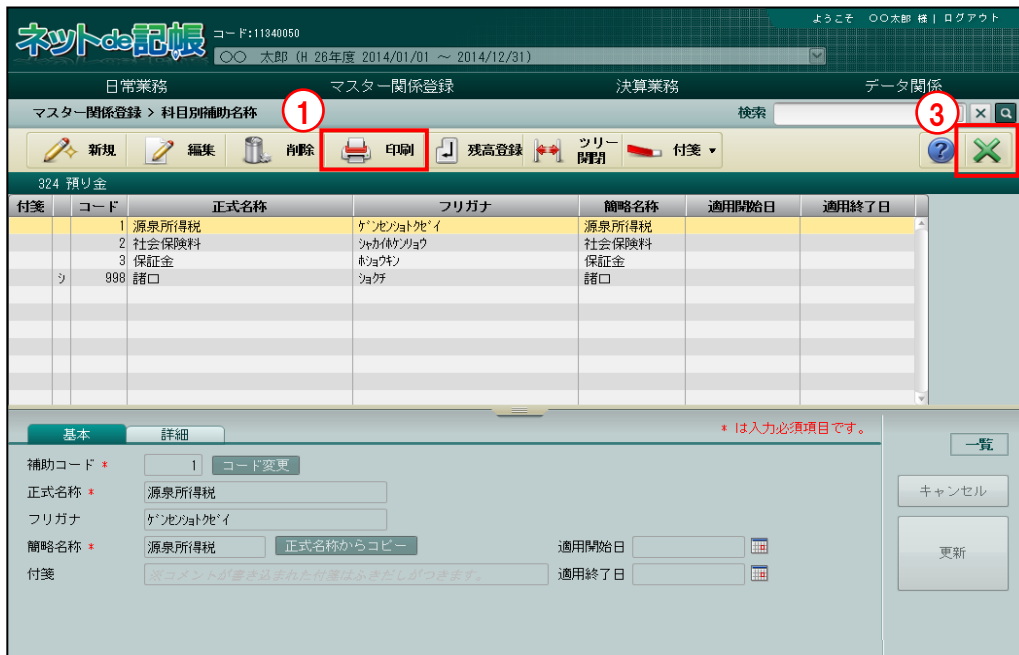 ようこそ 〇〇太郎 様 | ログアウト
ネットde記帳 コード:11340050
〇〇 太郎 (H 26年度 2014/01/01 ～ 2014/12/31)
日常業務 マスター関係登録 決算業務 データ関係
マスター関係登録 > 科目別補助名称 ① 検索 ③
新規 編集 削除 印刷 残高登録 ツリー開閉 付箋 ▼ ?
324 預り金
付箋 コード 正式名称 フリガナ 簡略名称 適用開始日 適用終了日
1 源泉所得税 ｹﾞﾝｾﾝｼｮﾄｸｾﾞｲ 源泉所得税
2 社会保険料 ｼｬｶｲﾎｹﾝﾘｮｳ 社会保険料
3 保証金 ﾎｼｮｳｷﾝ 保証金
ｼ 998 諸口 ｼｮｸﾁ 諸口
基本 詳細 * は入力必須項目です。
一覧
補助コード * 1 コード変更
正式名称 * 源泉所得税 キャンセル
フリガナ ｹﾞﾝｾﾝｼｮﾄｸｾﾞｲ
簡略名称 * 源泉所得税 正式名称からコピー 適用開始日
更新
付箋 ※コメントが書き込まれた付箋はふきだしがつきます。 適用終了日